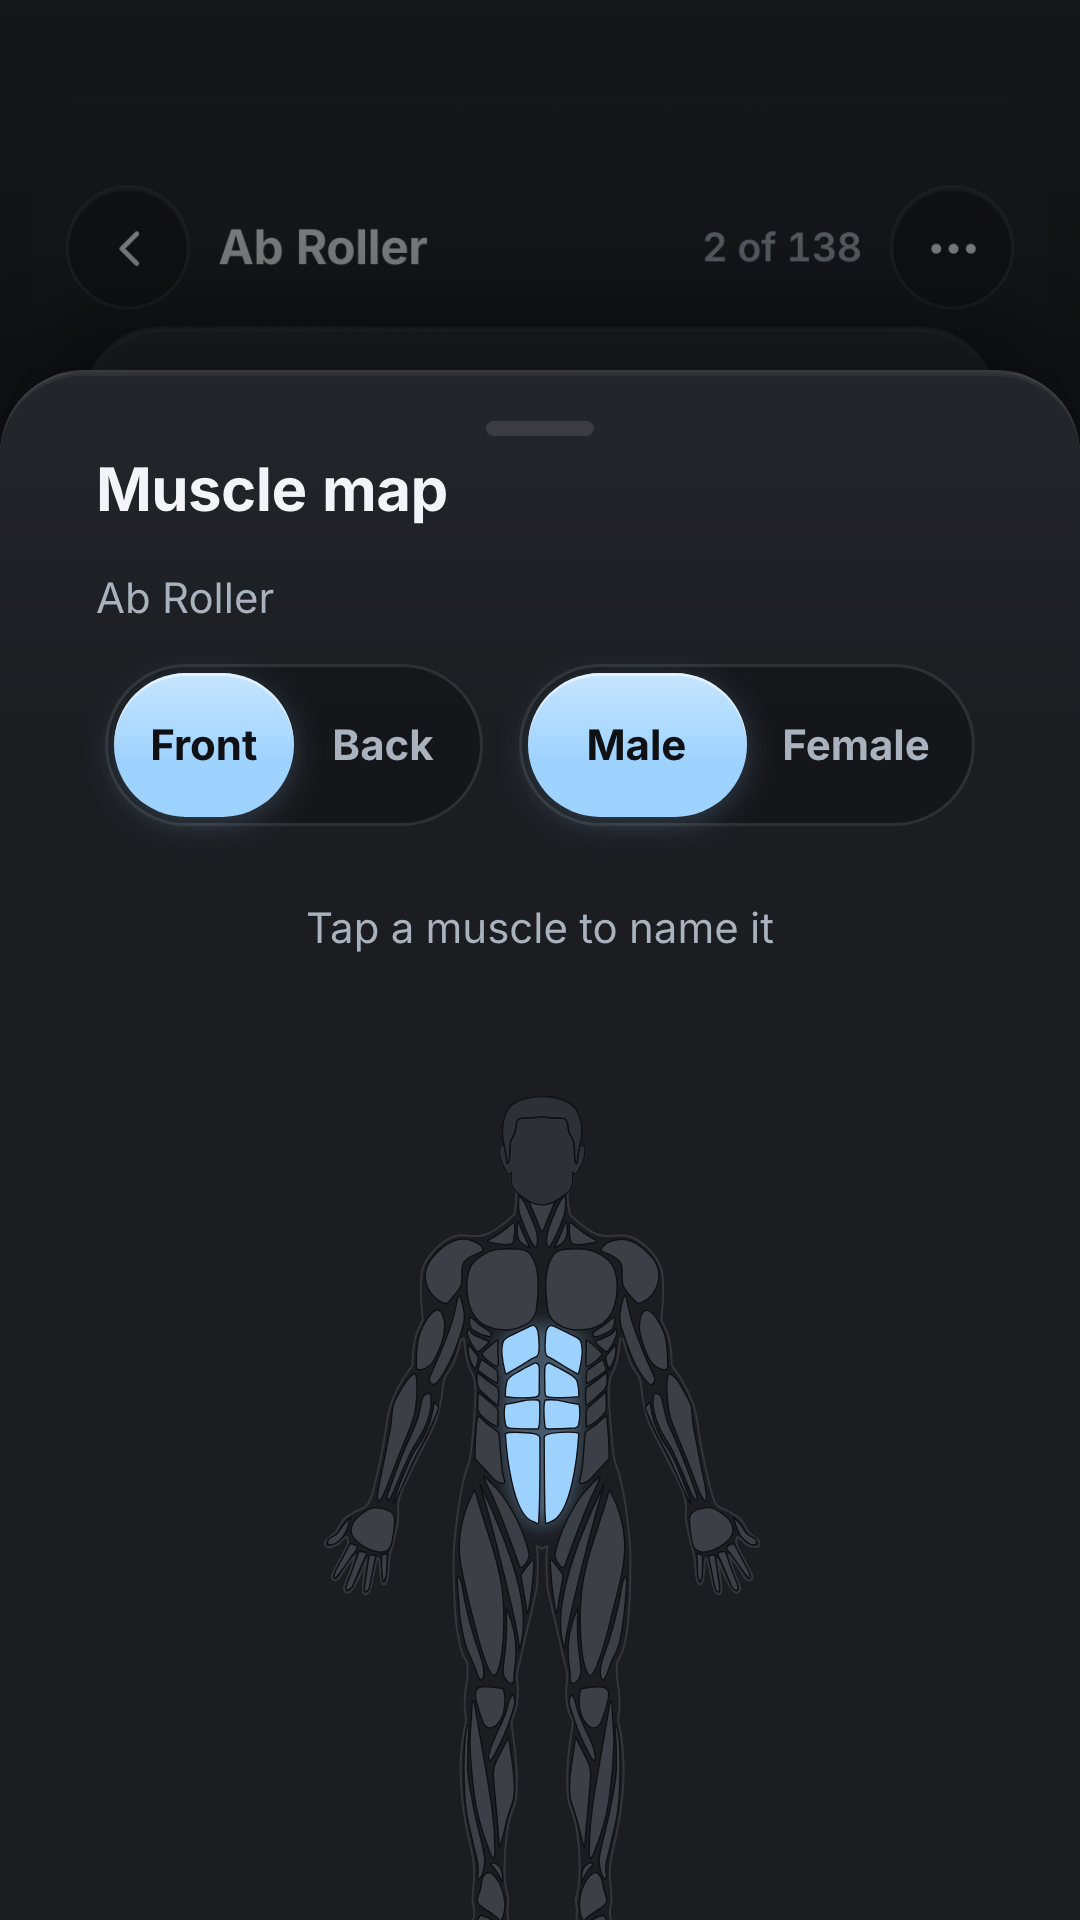 Ab Roller
2 of 138
Muscle map
Ab Roller
Front Back Male Female
Tap a muscle to name it